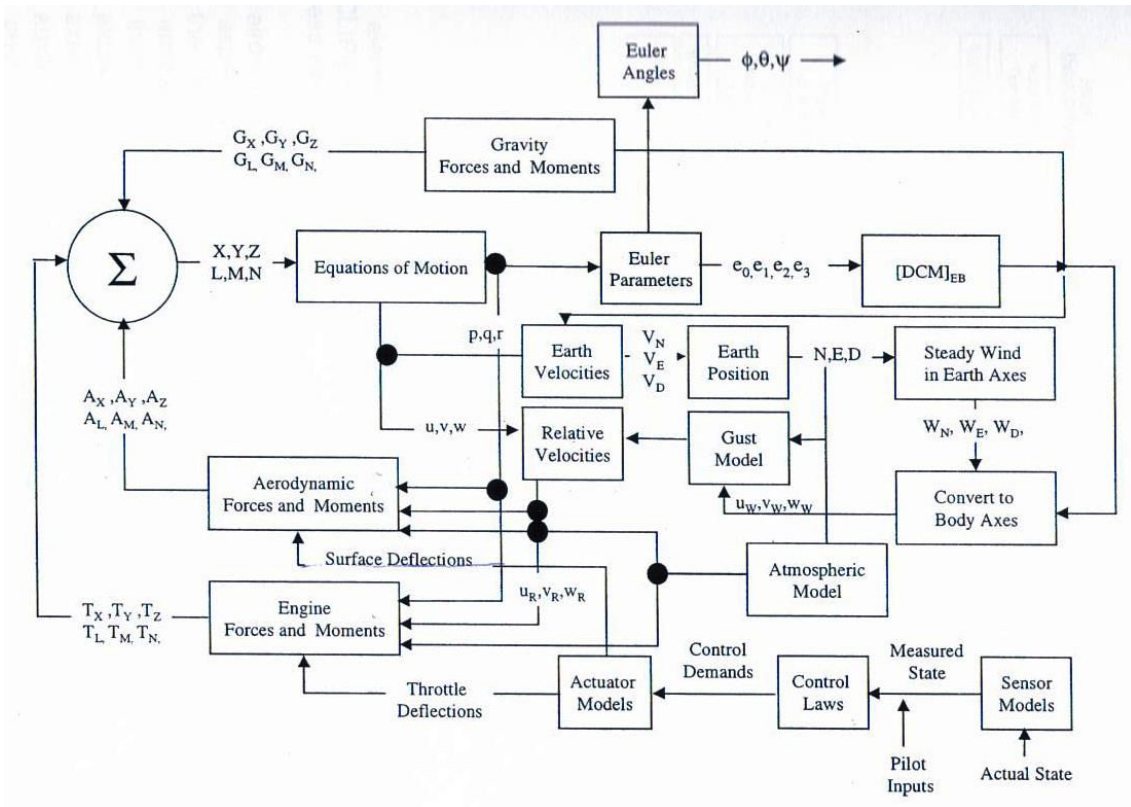 Euler
Angles
ϕ,θ,ψ
G_X ,G_Y ,G_Z
G_L, G_M, G_N,
Gravity
Forces and Moments
Σ
X,Y,Z
L,M,N
Equations of Motion
Euler
Parameters
e_0,e_1,e_2,e_3
[DCM]_EB
p,q,r
Earth
Velocities
V_N
V_E
V_D
Earth
Position
N,E,D
Steady Wind
in Earth Axes
A_X ,A_Y ,A_Z
A_L, A_M, A_N,
u,v,w
Relative
Velocities
Gust
Model
W_N, W_E, W_D,
Aerodynamic
Forces and Moments
u_W,v_W,w_W
Convert to
Body Axes
Surface Deflections
Atmospheric
Model
T_X ,T_Y ,T_Z
T_L, T_M, T_N,
Engine
Forces and Moments
u_R,v_R,w_R
Throttle
Deflections
Actuator
Models
Control
Demands
Control
Laws
Measured
State
Sensor
Models
Pilot
Inputs
Actual State